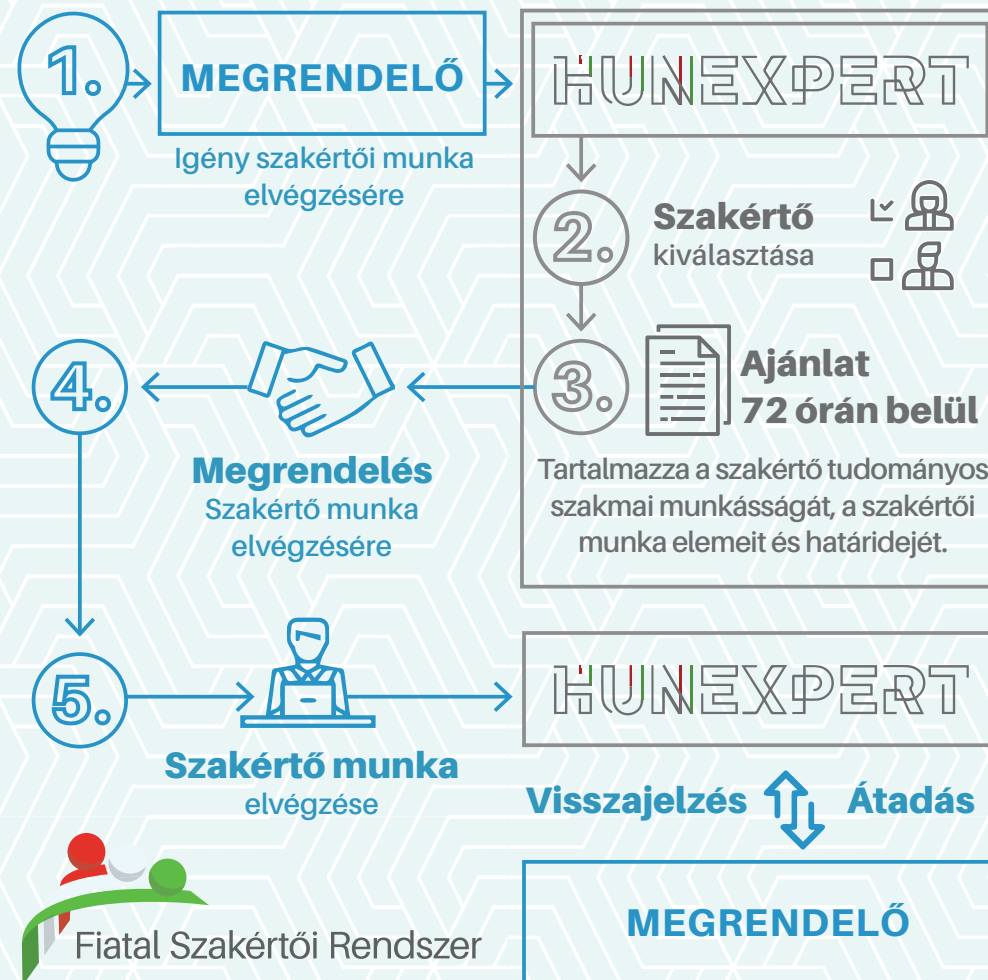 1.
MEGRENDELŐ
Igény szakértői munka
elvégzésére
HUNEXPERT
2.
Szakértő
kiválasztása
3.
Ajánlat
72 órán belül
Tartalmazza a szakértő tudományos
szakmai munkásságát, a szakértői
munka elemeit és határidejét.
4.
Megrendelés
Szakértő munka
elvégzésére
5.
Szakértő munka
elvégzése
HUNEXPERT
Visszajelzés Átadás
MEGRENDELŐ
Fiatal Szakértői Rendszer